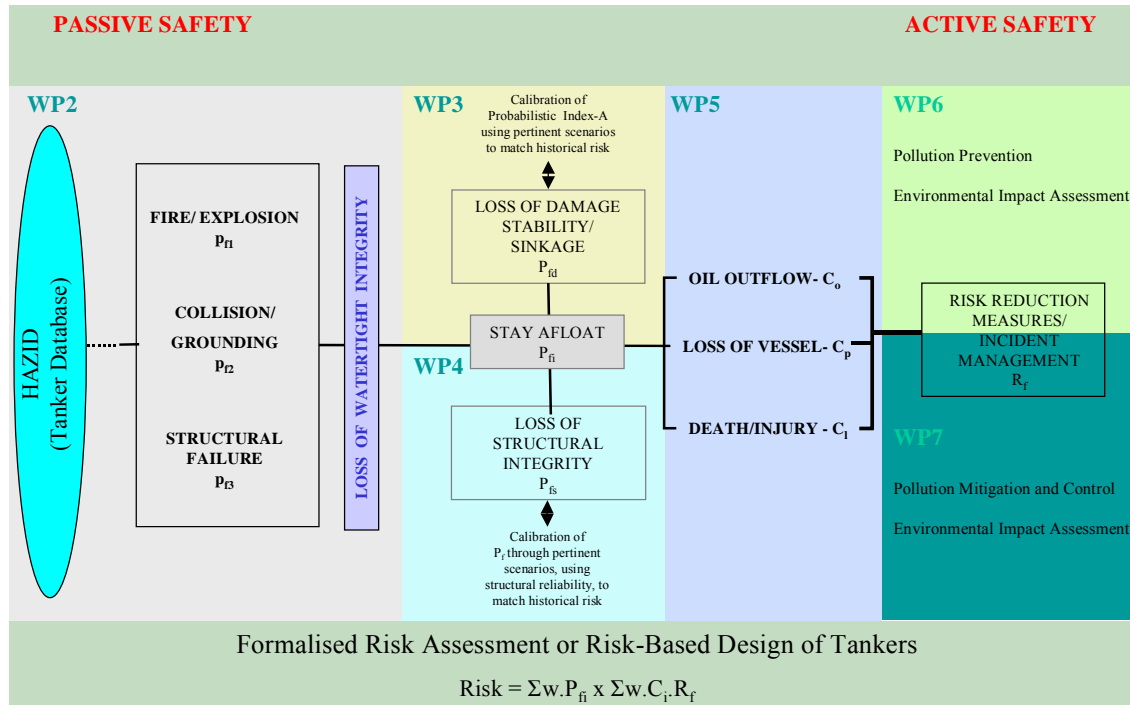 PASSIVE SAFETY
ACTIVE SAFETY
WP2
HAZID
(Tanker Database)
FIRE/ EXPLOSION
pf1
COLLISION/
GROUNDING
pf2
STRUCTURAL
FAILURE
pf3
LOSS OF WATERTIGHT INTEGRITY
WP3
Calibration of
Probabilistic Index-A
using pertinent scenarios
to match historical risk
LOSS OF DAMAGE
STABILITY/
SINKAGE
Pfd
STAY AFLOAT
Pfi
WP4
LOSS OF
STRUCTURAL
INTEGRITY
Pfs
Calibration of
Pf through pertinent
scenarios, using
structural reliability, to
match historical risk
WP5
OIL OUTFLOW- Co
LOSS OF VESSEL- Cp
DEATH/INJURY - Cl
WP6
Pollution Prevention
Environmental Impact Assessment
RISK REDUCTION
MEASURES/
INCIDENT
MANAGEMENT
Rf
WP7
Pollution Mitigation and Control
Environmental Impact Assessment
Formalised Risk Assessment or Risk-Based Design of Tankers
Risk = Σw.Pfi x Σw.Ci.Rf